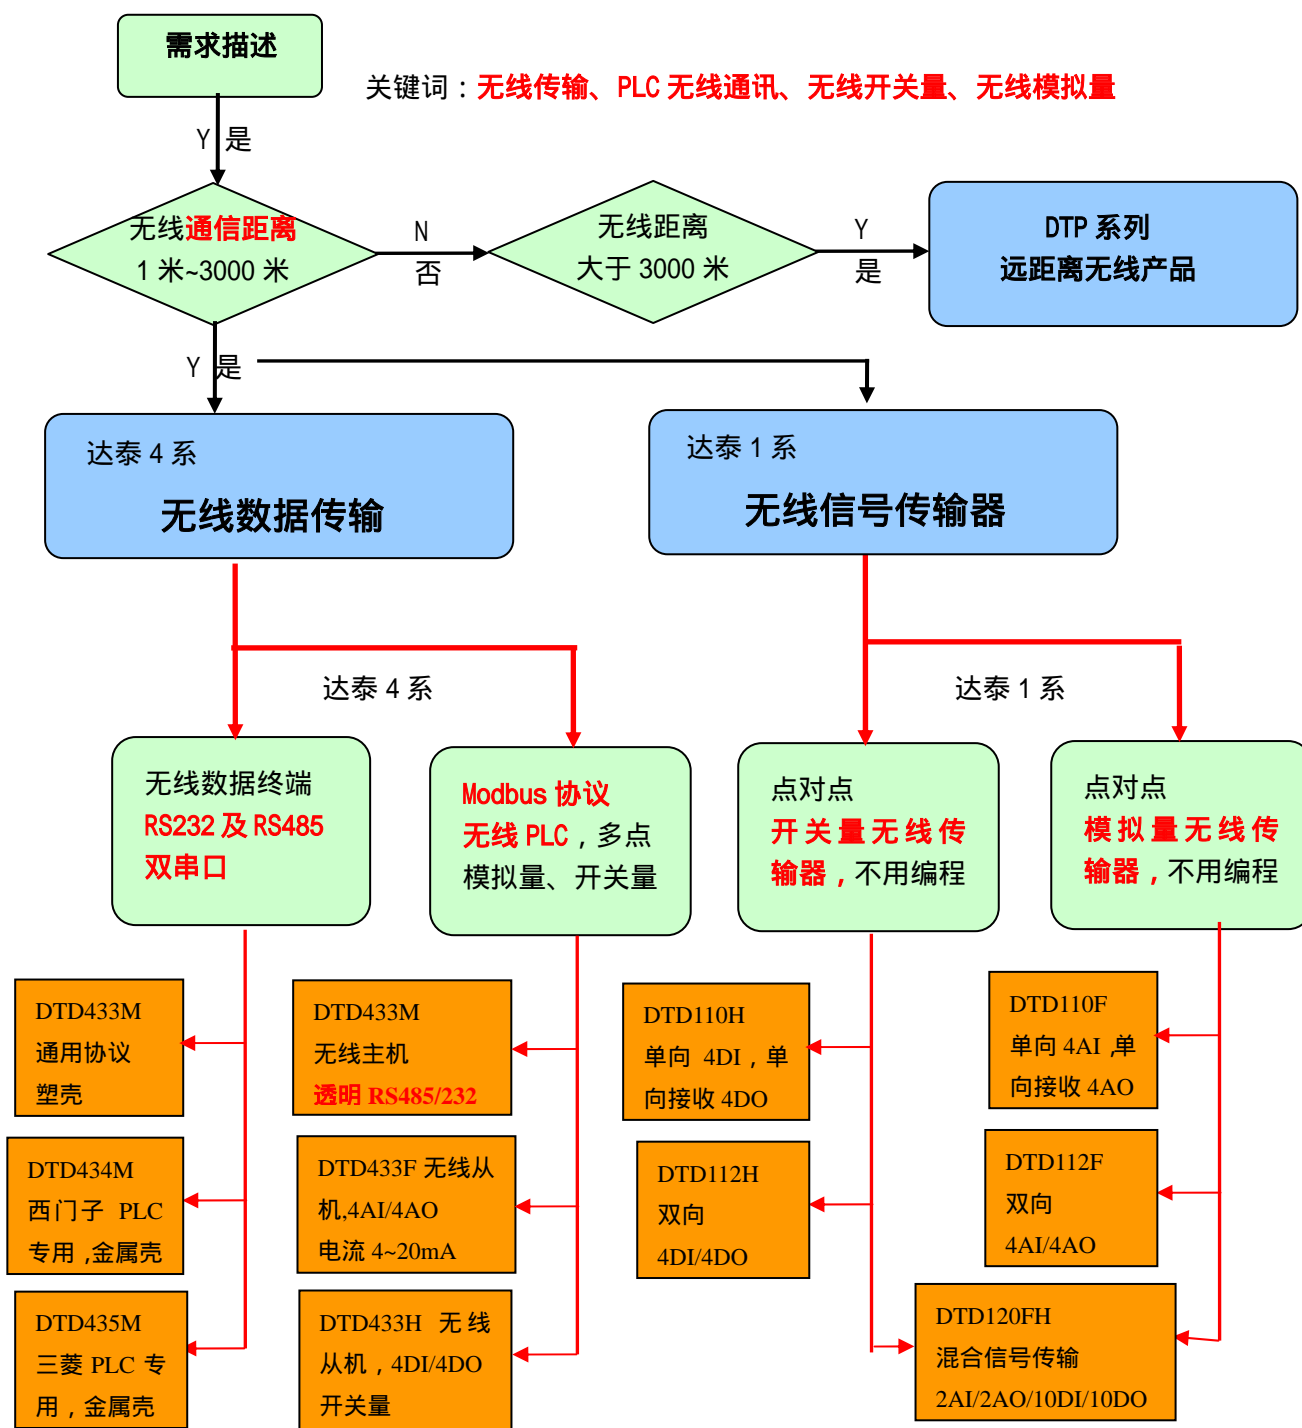 需求描述
关键词：无线传输、PLC 无线通讯、无线开关量、无线模拟量
Y 是
无线通信距离
1 米~3000 米
N
否
无线距离
大于 3000 米
Y
是
DTP 系列
远距离无线产品
Y 是
达泰 4 系
无线数据传输
达泰 1 系
无线信号传输器
达泰 4 系
达泰 1 系
无线数据终端
RS232 及 RS485
双串口
Modbus 协议
无线 PLC，多点
模拟量、开关量
点对点
开关量无线传
输器，不用编程
点对点
模拟量无线传
输器，不用编程
DTD433M
通用协议
塑壳
DTD433M
无线主机
透明 RS485/232
DTD110H
单向 4DI，单
向接收 4DO
DTD110F
单向 4AI,单
向接收 4AO
DTD434M
西门子 PLC
专用,金属壳
DTD433F 无线从
机,4AI/4AO
电流 4~20mA
DTD112H
双向
4DI/4DO
DTD112F
双向
4AI/4AO
DTD435M
三菱 PLC 专
用，金属壳
DTD433H 无线
从机，4DI/4DO
开关量
DTD120FH
混合信号传输
2AI/2AO/10DI/10DO